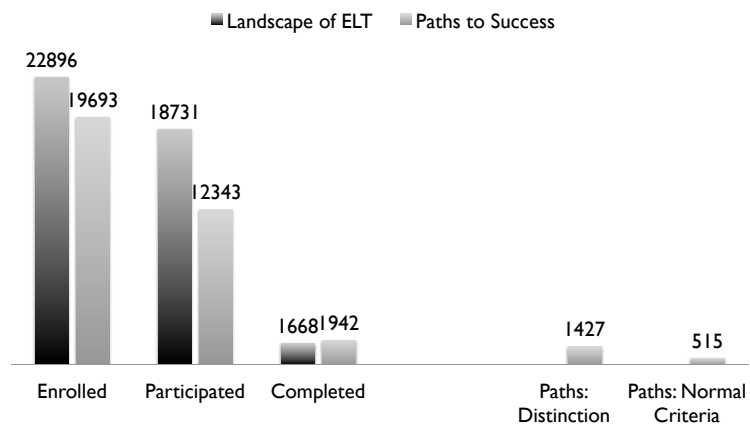 Landscape of ELT Paths to Success
22896
19693
18731
12343
1668
1942
1427
515
Enrolled Participated Completed Paths: Paths: Normal
Distinction Criteria